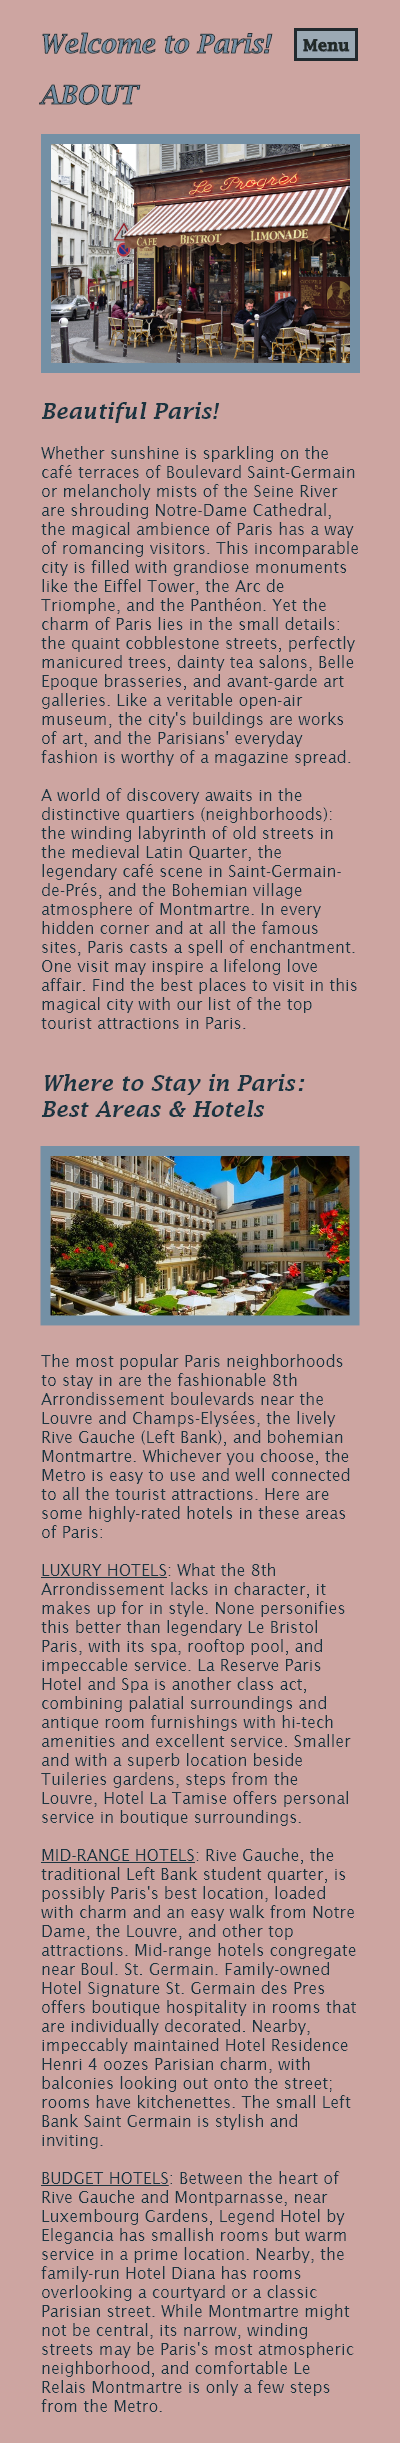 Welcome to Paris!
Menu
ABOUT
Le Progrès
CAFE BISTROT LIMONADE
Beautiful Paris!
Whether sunshine is sparkling on the
café terraces of Boulevard Saint-Germain
or melancholy mists of the Seine River
are shrouding Notre-Dame Cathedral,
the magical ambience of Paris has a way
of romancing visitors. This incomparable
city is filled with grandiose monuments
like the Eiffel Tower, the Arc de
Triomphe, and the Panthéon. Yet the
charm of Paris lies in the small details:
the quaint cobblestone streets, perfectly
manicured trees, dainty tea salons, Belle
Epoque brasseries, and avant-garde art
galleries. Like a veritable open-air
museum, the city's buildings are works
of art, and the Parisians' everyday
fashion is worthy of a magazine spread.
A world of discovery awaits in the
distinctive quartiers (neighborhoods):
the winding labyrinth of old streets in
the medieval Latin Quarter, the
legendary café scene in Saint-Germain-
de-Prés, and the Bohemian village
atmosphere of Montmartre. In every
hidden corner and at all the famous
sites, Paris casts a spell of enchantment.
One visit may inspire a lifelong love
affair. Find the best places to visit in this
magical city with our list of the top
tourist attractions in Paris.
Where to Stay in Paris:
Best Areas & Hotels
The most popular Paris neighborhoods
to stay in are the fashionable 8th
Arrondissement boulevards near the
Louvre and Champs-Elysées, the lively
Rive Gauche (Left Bank), and bohemian
Montmartre. Whichever you choose, the
Metro is easy to use and well connected
to all the tourist attractions. Here are
some highly-rated hotels in these areas
of Paris:
LUXURY HOTELS: What the 8th
Arrondissement lacks in character, it
makes up for in style. None personifies
this better than legendary Le Bristol
Paris, with its spa, rooftop pool, and
impeccable service. La Reserve Paris
Hotel and Spa is another class act,
combining palatial surroundings and
antique room furnishings with hi-tech
amenities and excellent service. Smaller
and with a superb location beside
Tuileries gardens, steps from the
Louvre, Hotel La Tamise offers personal
service in boutique surroundings.
MID-RANGE HOTELS: Rive Gauche, the
traditional Left Bank student quarter, is
possibly Paris's best location, loaded
with charm and an easy walk from Notre
Dame, the Louvre, and other top
attractions. Mid-range hotels congregate
near Boul. St. Germain. Family-owned
Hotel Signature St. Germain des Pres
offers boutique hospitality in rooms that
are individually decorated. Nearby,
impeccably maintained Hotel Residence
Henri 4 oozes Parisian charm, with
balconies looking out onto the street;
rooms have kitchenettes. The small Left
Bank Saint Germain is stylish and
inviting.
BUDGET HOTELS: Between the heart of
Rive Gauche and Montparnasse, near
Luxembourg Gardens, Legend Hotel by
Elegancia has smallish rooms but warm
service in a prime location. Nearby, the
family-run Hotel Diana has rooms
overlooking a courtyard or a classic
Parisian street. While Montmartre might
not be central, its narrow, winding
streets may be Paris's most atmospheric
neighborhood, and comfortable Le
Relais Montmartre is only a few steps
from the Metro.